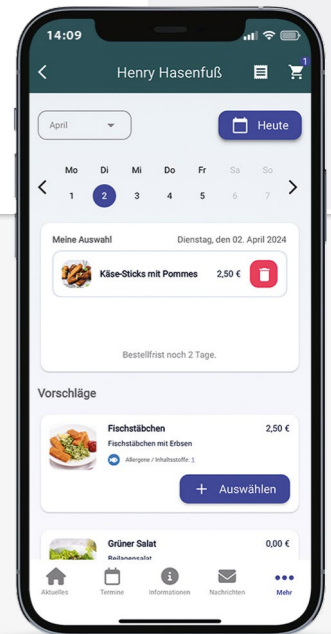 14:09
Henry Hasenfuß
1
April
Heute
Mo Di Mi Do Fr Sa So
1 2 3 4 5 6 7
Meine Auswahl Dienstag, den 02. April 2024
Käse-Sticks mit Pommes 2,50 €
Bestellfrist noch 2 Tage.
Vorschläge
Fischstäbchen 2,50 €
Fischstäbchen mit Erbsen
Allergene / Inhaltsstoffe: 1
+ Auswählen
Grüner Salat 0,00 €
Beilagensalat
Aktuelles Termine Informationen Nachrichten Mehr